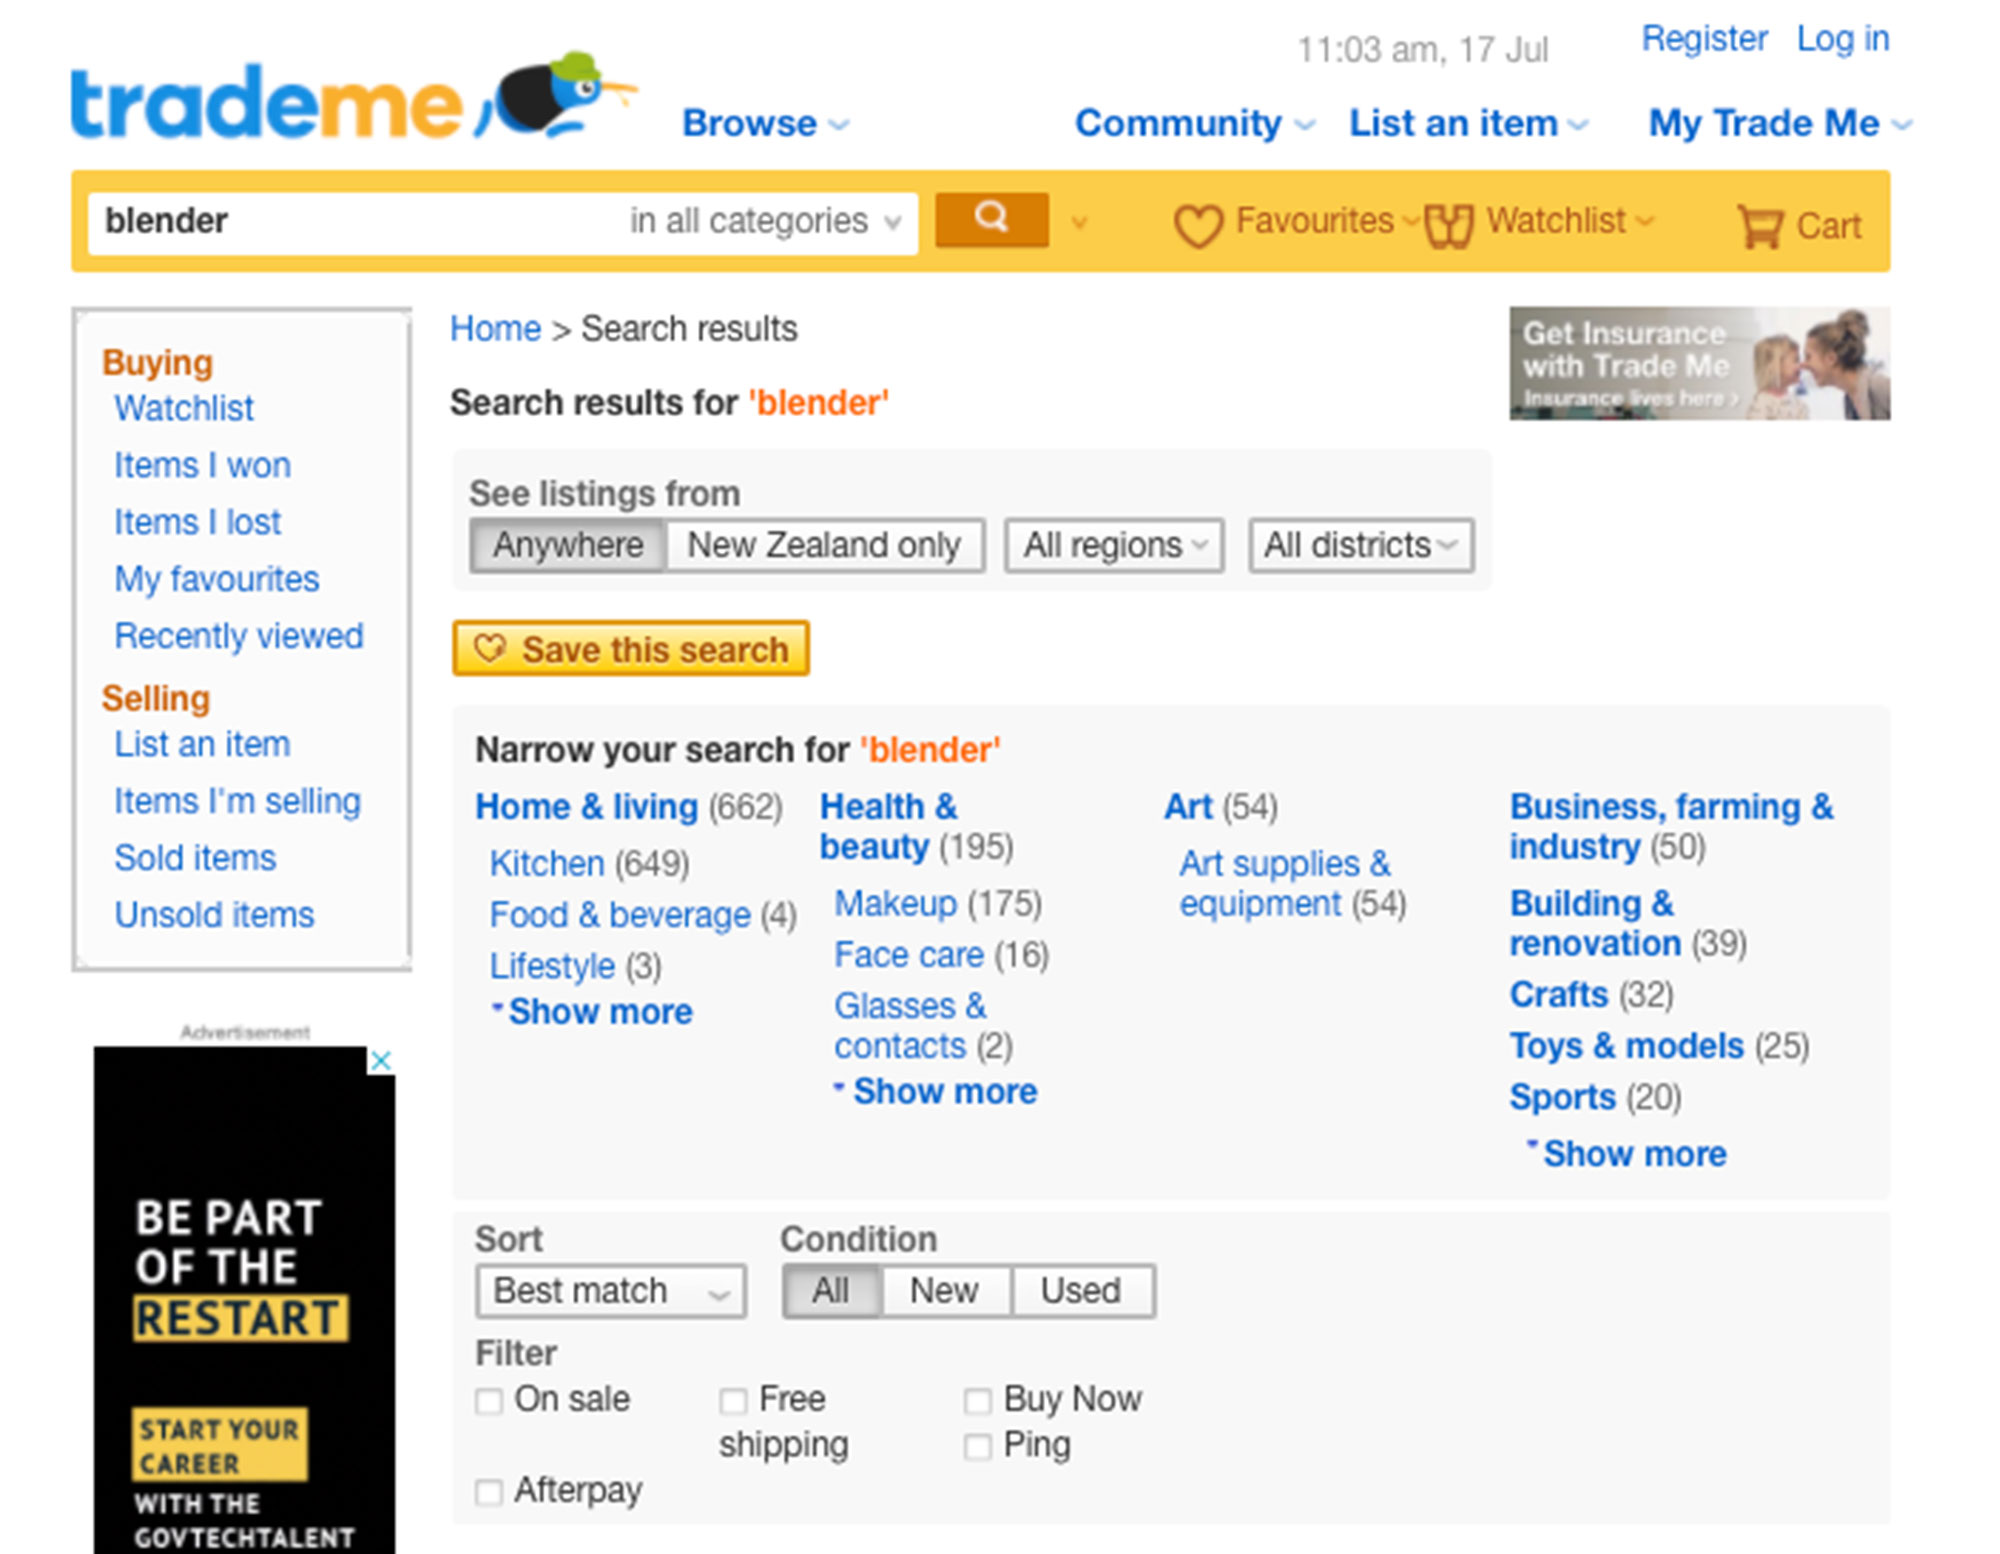 11:03 am, 17 Jul
Register Log in
trademe
Browse
Community
List an item
My Trade Me
blender
in all categories
Favourites
Watchlist
Cart
Buying
Watchlist
Items I won
Items I lost
My favourites
Recently viewed
Selling
List an item
Items I'm selling
Sold items
Unsold items
Advertisement
BE PART
OF THE
RESTART
START YOUR
CAREER
WITH THE
GOVTECHTALENT
Home > Search results
Search results for 'blender'
Get Insurance
with Trade Me
Insurance lives here >
See listings from
Anywhere
New Zealand only
All regions
All districts
Save this search
Narrow your search for 'blender'
Home & living (662)
Kitchen (649)
Food & beverage (4)
Lifestyle (3)
Show more
Health &
beauty (195)
Makeup (175)
Face care (16)
Glasses &
contacts (2)
Show more
Art (54)
Art supplies &
equipment (54)
Business, farming &
industry (50)
Building &
renovation (39)
Crafts (32)
Toys & models (25)
Sports (20)
Show more
Sort
Best match
Condition
All
New
Used
Filter
On sale
Free
shipping
Buy Now
Ping
Afterpay